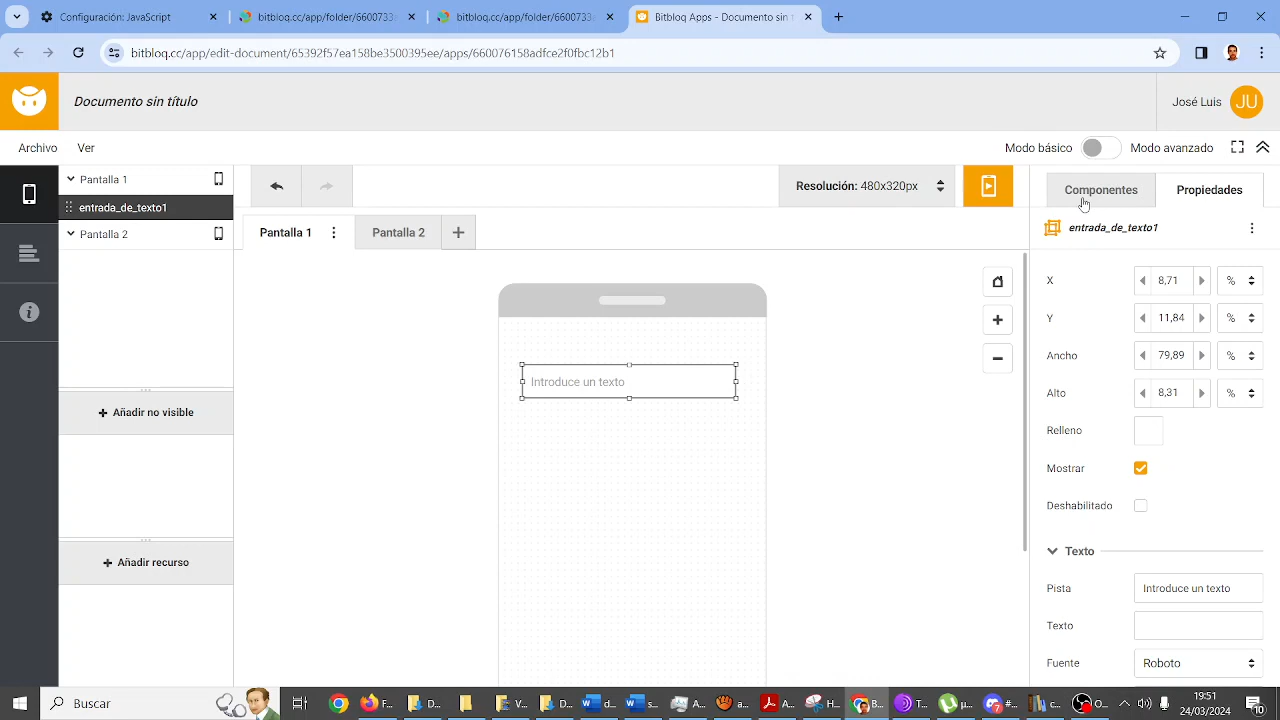 Configuración: JavaScript
bitbloq.cc/app/folder/6600733
bitbloq.cc/app/folder/6600733
Bitbloq Apps - Documento sin t
bitbloq.cc/app/edit-document/65392f57ea158be3500395ee/apps/660076158adfce2f0fbc12b1
Documento sin título
José Luis
JU
Archivo
Ver
Modo básico
Modo avanzado
Pantalla 1
entrada_de_texto1
Pantalla 2
Añadir no visible
Añadir recurso
Resolución: 480x320px
Pantalla 1
Pantalla 2
Introduce un texto
Componentes
Propiedades
entrada_de_texto1
X 8,71 %
Y 11,84 %
Ancho 79,89 %
Alto 8,31 %
Relleno
Mostrar
Deshabilitado
Texto
Pista Introduce un texto
Texto
Fuente Roboto
Buscar
F...
D...
E...
D...
d...
s...
A...
a...
A...
H...
B...
µ...
#...
c...
O...
19:51
24/03/2024